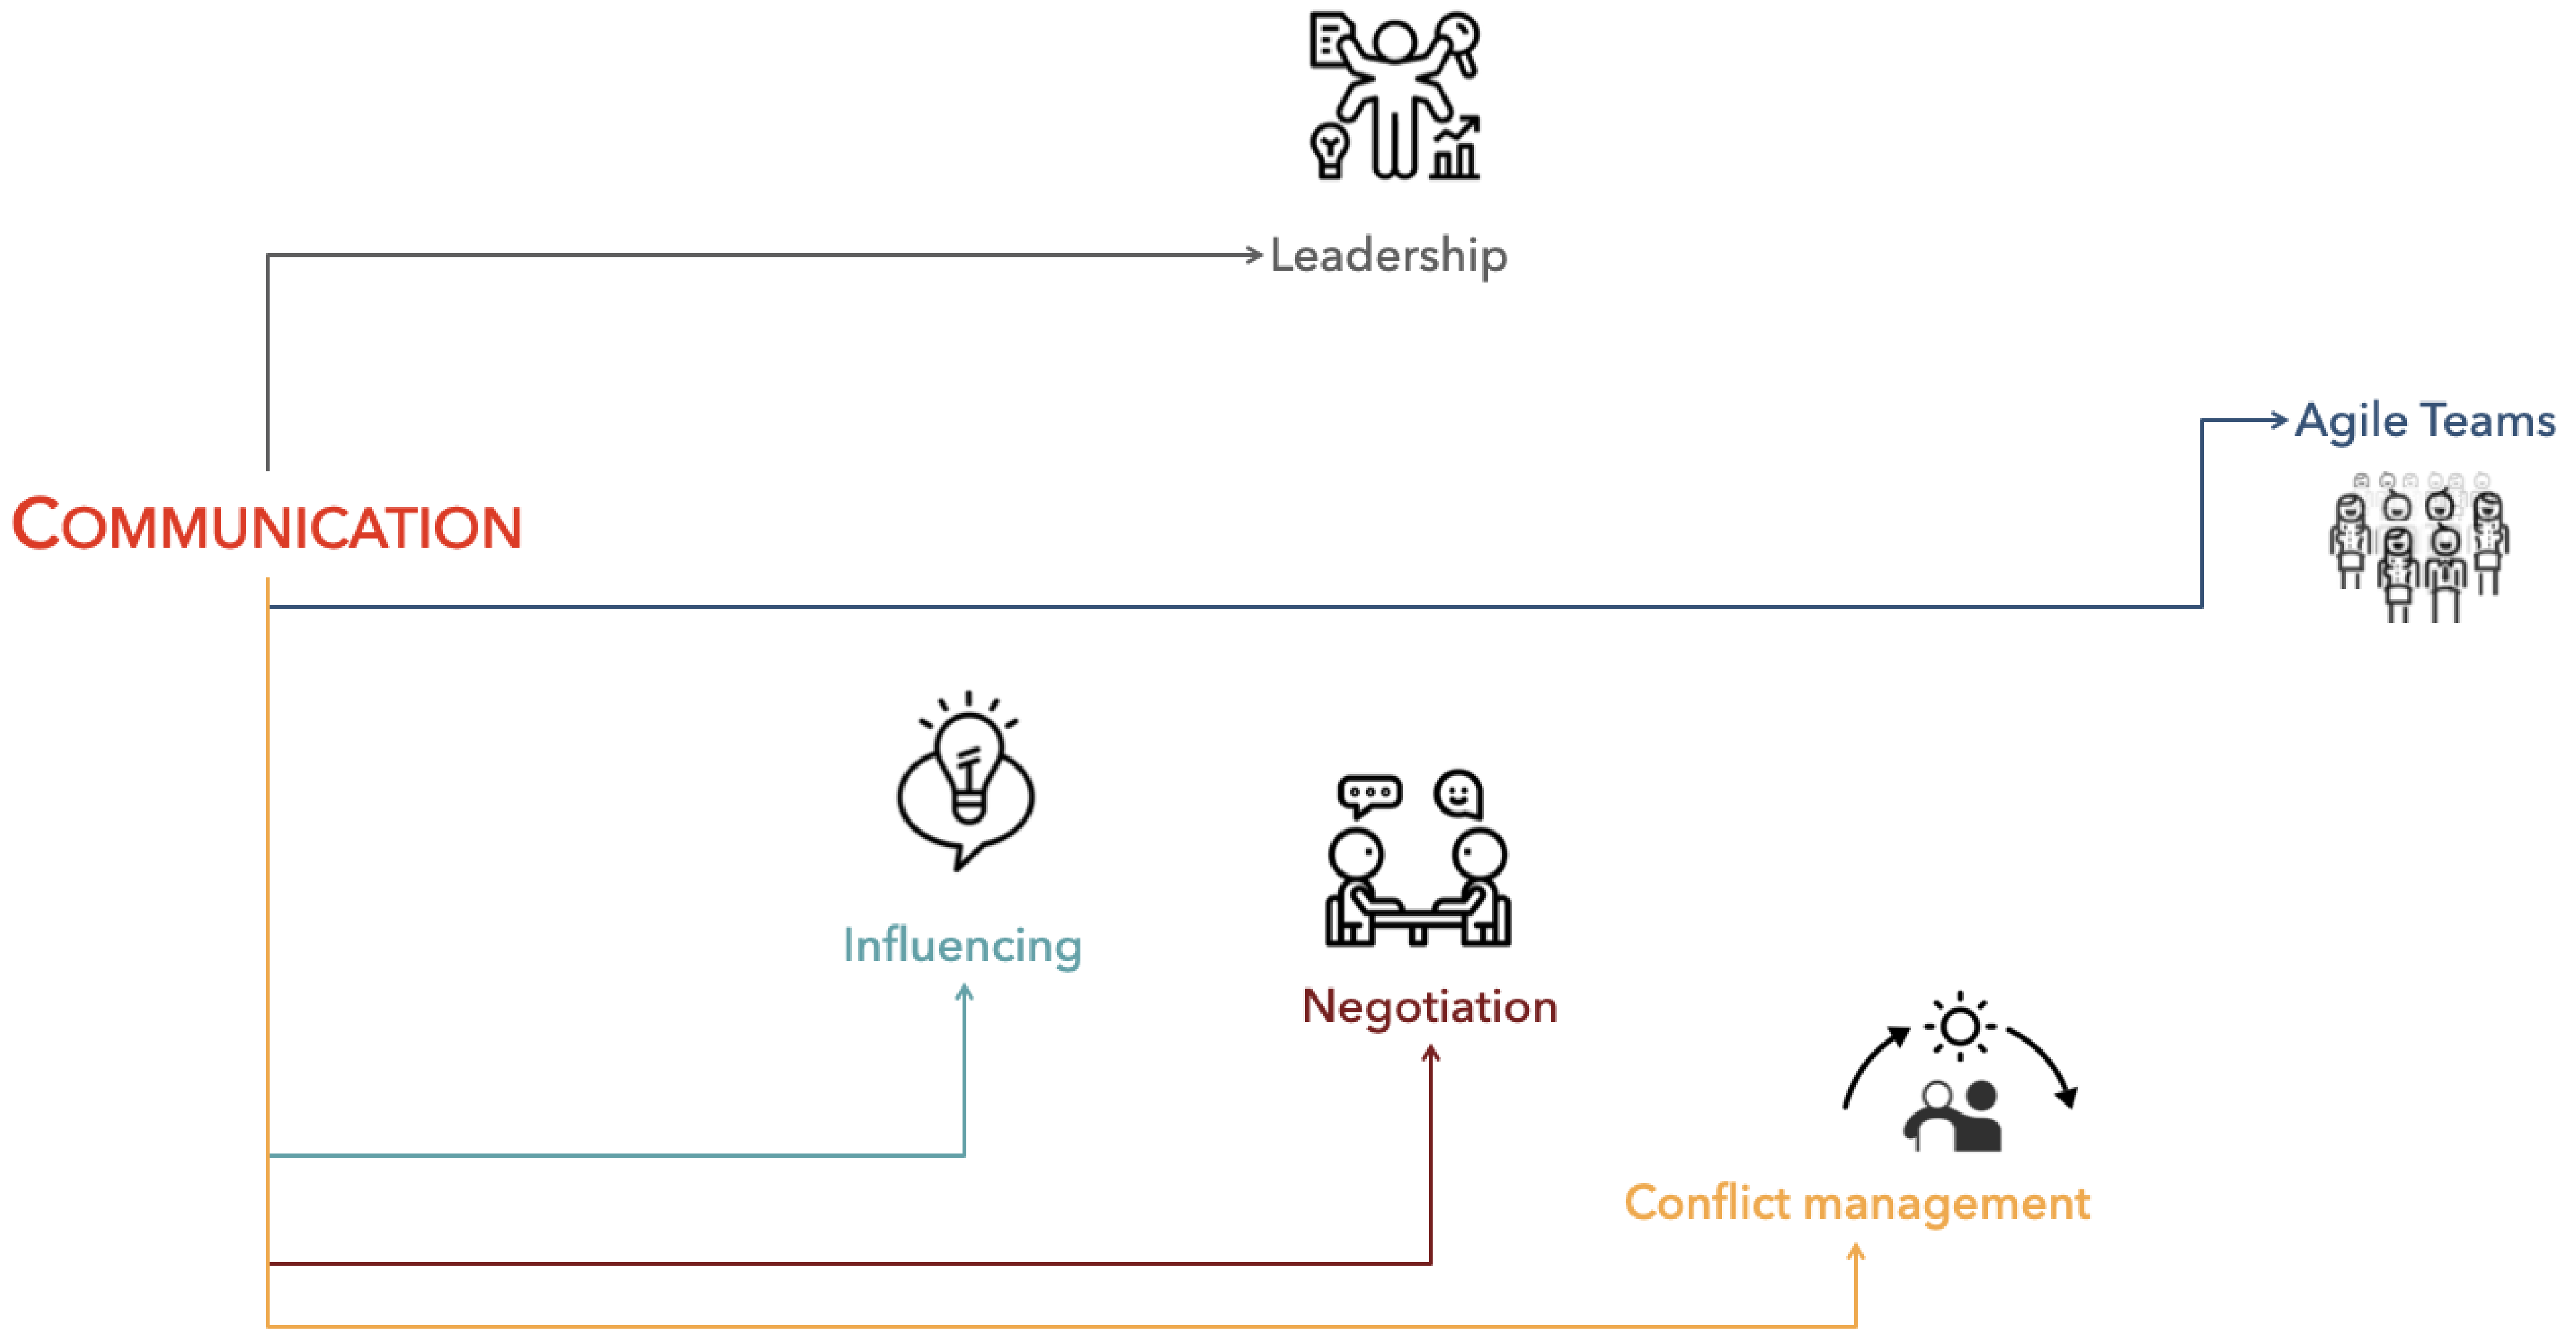 Leadership
Agile Teams
COMMUNICATION
Influencing
Negotiation
Conflict management